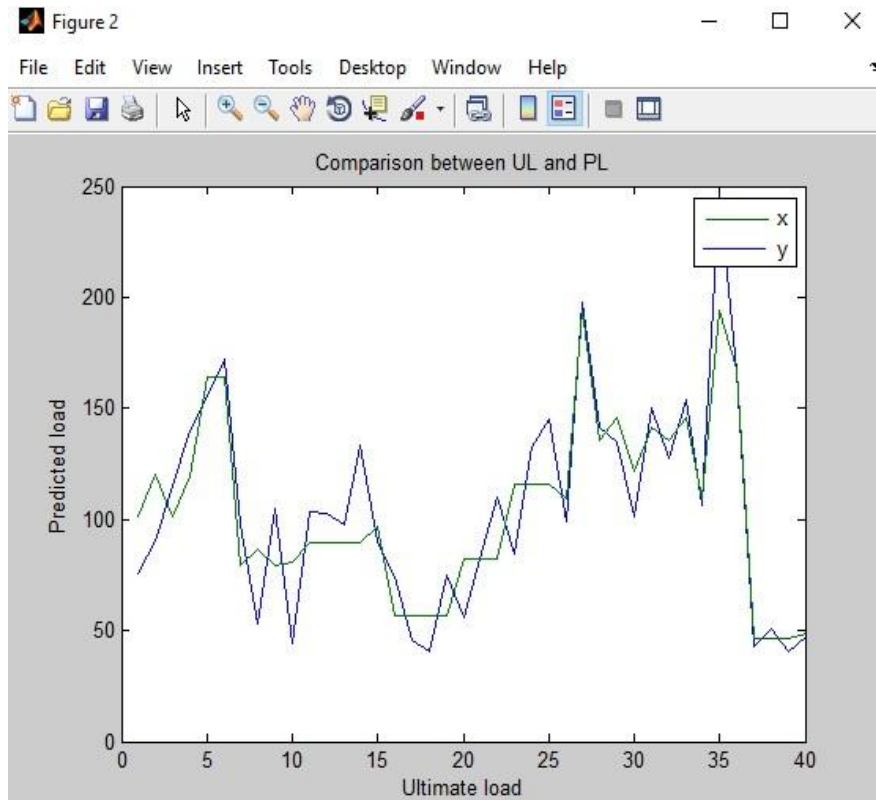 Figure 2
File Edit View Insert Tools Desktop Window Help
Comparison between UL and PL
250
200
150
100
50
0
Predicted load
x
y
0 5 10 15 20 25 30 35 40
Ultimate load